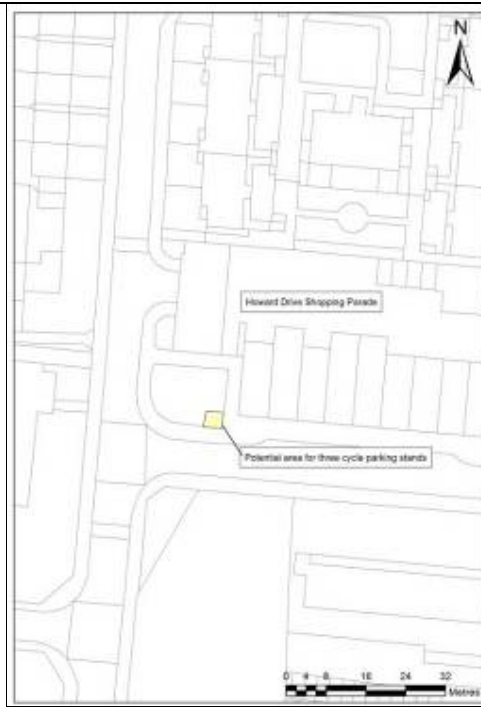 N
Howard Drive Shopping Parade
Potential area for three cycle parking stands
0 4 8 16 24 32
Metres